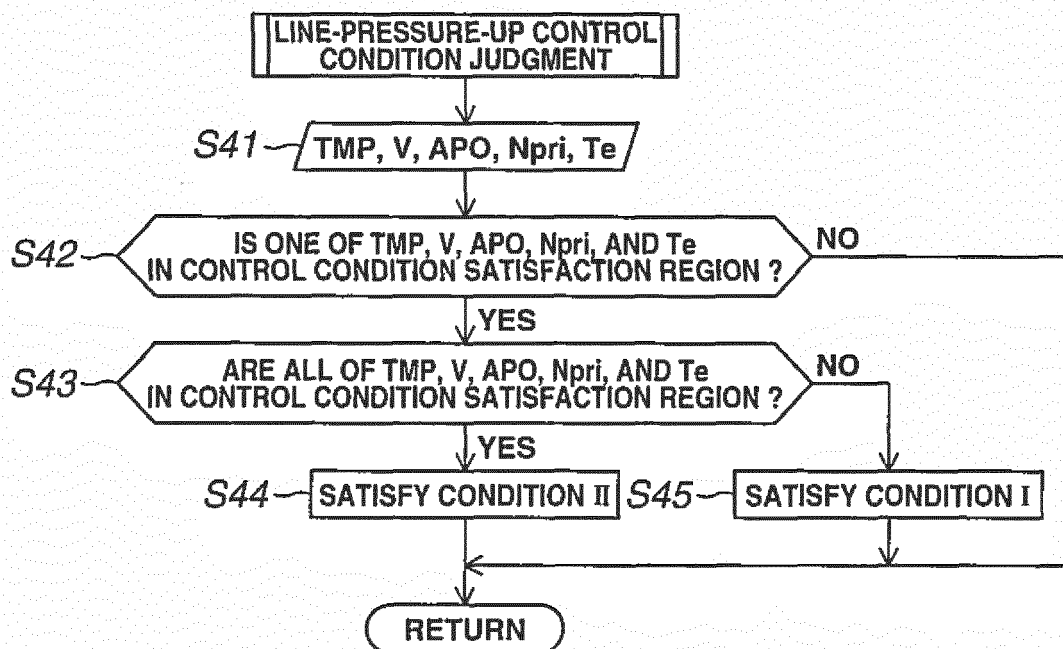 LINE-PRESSURE-UP CONTROL
CONDITION JUDGMENT
S41
TMP, V, APO, Npri, Te
S42
IS ONE OF TMP, V, APO, Npri, AND Te
IN CONTROL CONDITION SATISFACTION REGION ?
NO
YES
S43
ARE ALL OF TMP, V, APO, Npri, AND Te
IN CONTROL CONDITION SATISFACTION REGION ?
NO
YES
S44
SATISFY CONDITION II
S45
SATISFY CONDITION I
RETURN